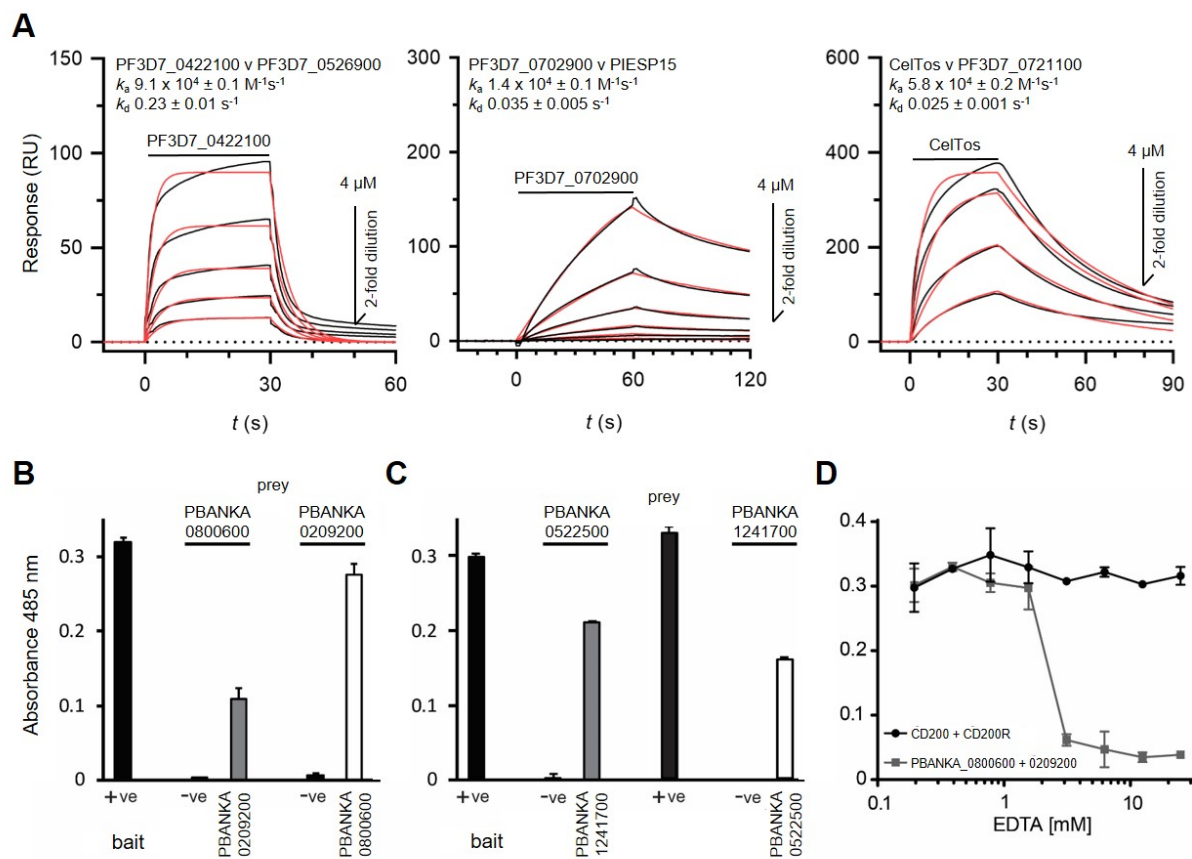 A
PF3D7_0422100 v PF3D7_0526900
kₐ 9.1 x 10⁴ ± 0.1 M⁻¹s⁻¹
k_d 0.23 ± 0.01 s⁻¹
PF3D7_0422100
4 µM
2-fold dilution
Response (RU)
150
100
50
0
0 30 60
t (s)
PF3D7_0702900 v PIESP15
kₐ 1.4 x 10⁴ ± 0.1 M⁻¹s⁻¹
k_d 0.035 ± 0.005 s⁻¹
PF3D7_0702900
4 µM
2-fold dilution
300
200
100
0
0 60 120
t (s)
CelTos v PF3D7_0721100
kₐ 5.8 x 10⁴ ± 0.2 M⁻¹s⁻¹
k_d 0.025 ± 0.001 s⁻¹
CelTos
4 µM
2-fold dilution
600
400
200
0
0 30 60 90
t (s)
B
prey
PBANKA
0800600
PBANKA
0209200
Absorbance 485 nm
0.3
0.2
0.1
0
+ve
−ve
PBANKA
0209200
−ve
PBANKA
0800600
bait
C
prey
PBANKA
0522500
PBANKA
1241700
0.3
0.2
0.1
0
+ve
−ve
PBANKA
1241700
+ve
−ve
PBANKA
0522500
bait
D
0.4
0.3
0.2
0.1
0
CD200 + CD200R
PBANKA_0800600 + 0209200
0.1 1 10
EDTA [mM]